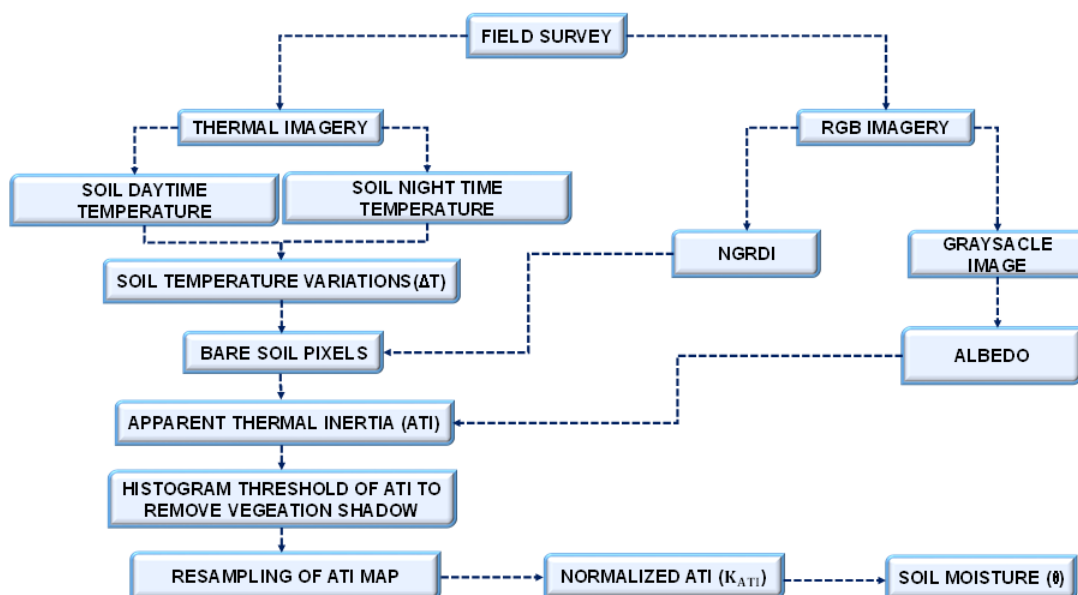 FIELD SURVEY
THERMAL IMAGERY
RGB IMAGERY
SOIL DAYTIME
TEMPERATURE
SOIL NIGHT TIME
TEMPERATURE
NGRDI
GRAYSACLE
IMAGE
SOIL TEMPERATURE VARIATIONS(ΔT)
BARE SOIL PIXELS
ALBEDO
APPARENT THERMAL INERTIA (ATI)
HISTOGRAM THRESHOLD OF ATI TO
REMOVE VEGEATION SHADOW
RESAMPLING OF ATI MAP
NORMALIZED ATI (K_ATI)
SOIL MOISTURE (θ)